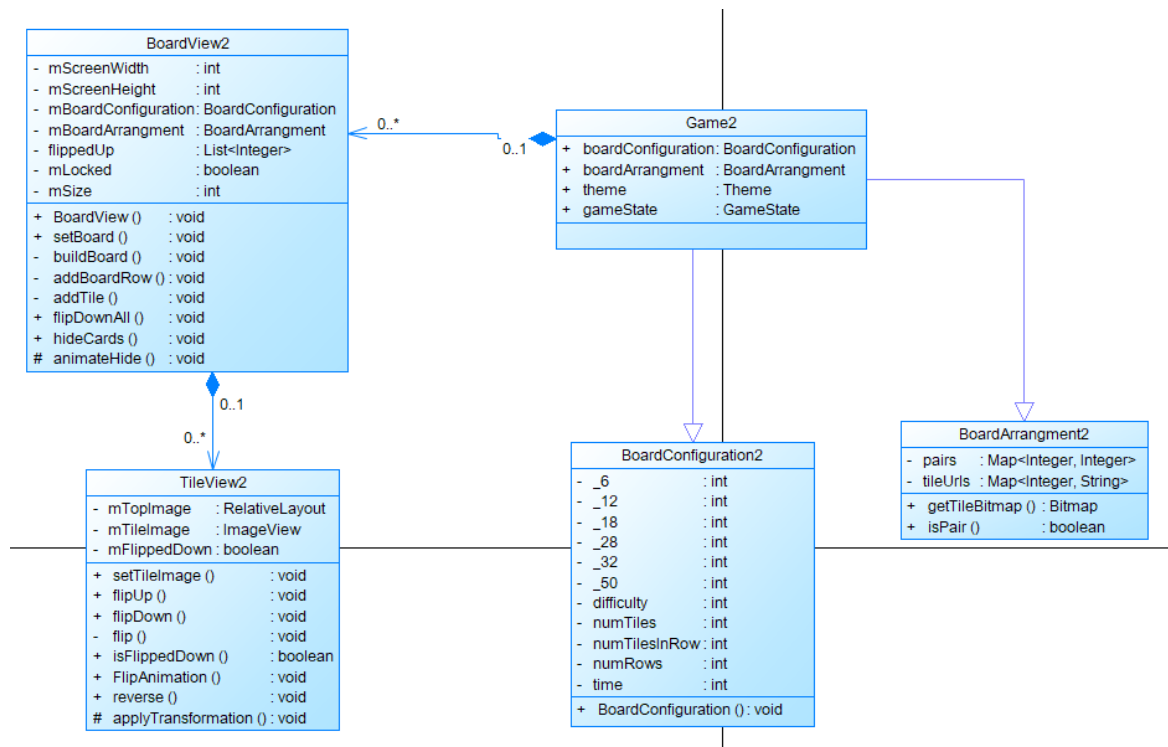 BoardView2
- mScreenWidth : int
- mScreenHeight : int
- mBoardConfiguration : BoardConfiguration
- mBoardArrangment : BoardArrangment
- flippedUp : List<Integer>
- mLocked : boolean
- mSize : int
+ BoardView () : void
+ setBoard () : void
- buildBoard () : void
- addBoardRow () : void
- addTile () : void
+ flipDownAll () : void
+ hideCards () : void
# animateHide () : void
0..*
0..1
Game2
+ boardConfiguration : BoardConfiguration
+ boardArrangment : BoardArrangment
+ theme : Theme
+ gameState : GameState
0..1
0..*
TileView2
- mTopImage : RelativeLayout
- mTileImage : ImageView
- mFlippedDown : boolean
+ setTileImage () : void
+ flipUp () : void
+ flipDown () : void
- flip () : void
+ isFlippedDown () : boolean
+ FlipAnimation () : void
+ reverse () : void
# applyTransformation () : void
BoardConfiguration2
- _6 : int
- _12 : int
- _18 : int
- _28 : int
- _32 : int
- _50 : int
- difficulty : int
- numTiles : int
- numTilesInRow : int
- numRows : int
- time : int
+ BoardConfiguration () : void
BoardArrangment2
- pairs : Map<Integer, Integer>
- tileUrls : Map<Integer, String>
+ getTileBitmap () : Bitmap
+ isPair () : boolean